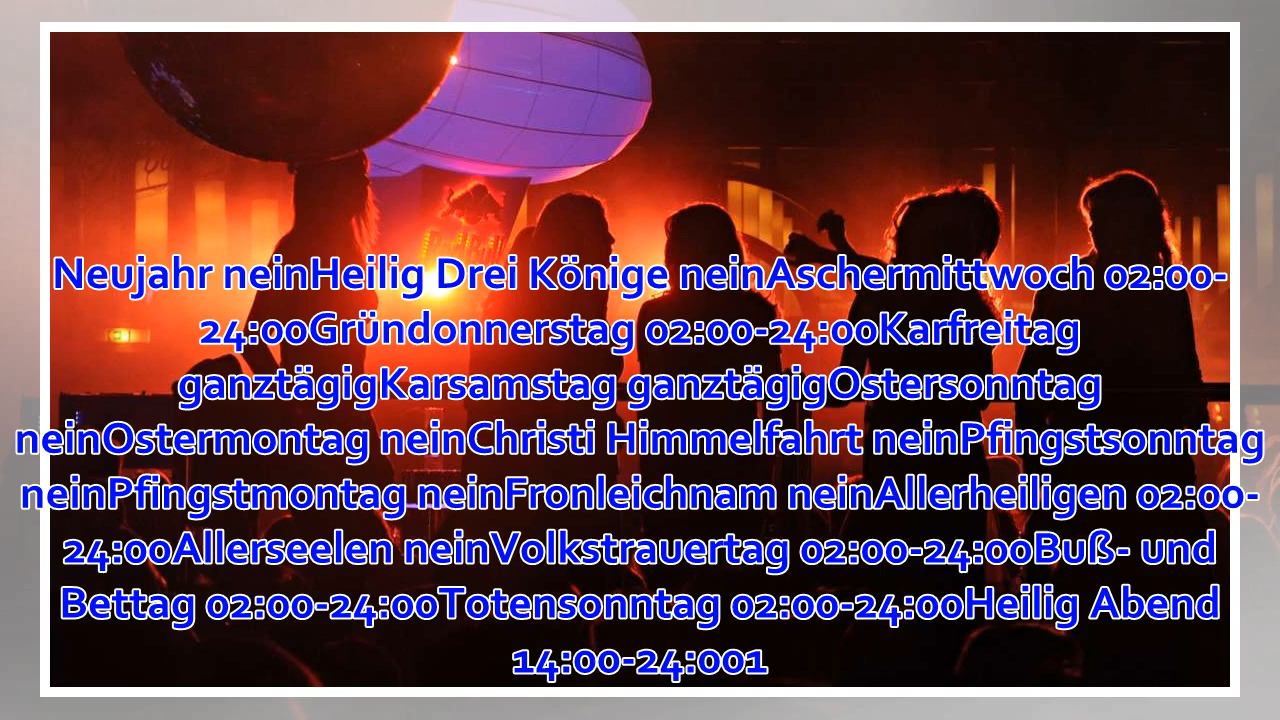 Neujahr neinHeilig Drei Könige neinAschermittwoch 02:00-
24:00Gründonnerstag 02:00-24:00Karfreitag
ganztägigKarsamstag ganztägigOstersonntag
neinOstermontag neinChristi Himmelfahrt neinPfingstsonntag
neinPfingstmontag neinFronleichnam neinAllerheiligen 02:00-
24:00Allerseelen neinVolkstrauertag 02:00-24:00Buß- und
Bettag 02:00-24:00Totensonntag 02:00-24:00Heilig Abend
14:00-24:001